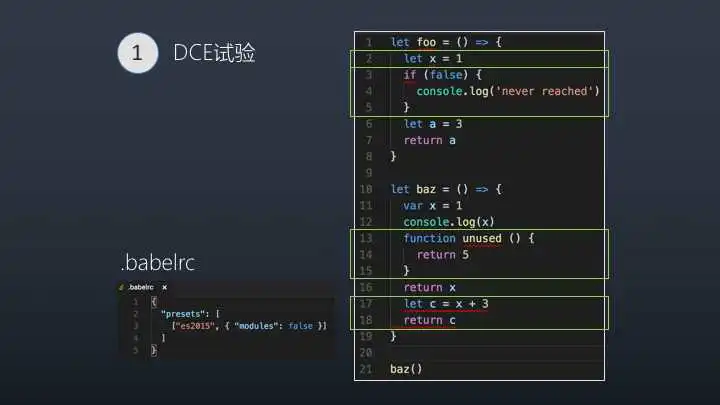 1 DCE试验
1 let foo = () => {
2 let x = 1
3 if (false) {
4 console.log('never reached')
5 }
6 let a = 3
7 return a
8 }
9
10 let baz = () => {
11 var x = 1
12 console.log(x)
13 function unused () {
14 return 5
15 }
16 return x
17 let c = x + 3
18 return c
19 }
20
21 baz()
.babelrc
.babelrc ×
1 {
2 "presets": [
3 ["es2015", { "modules": false }]
4 ]
5 }